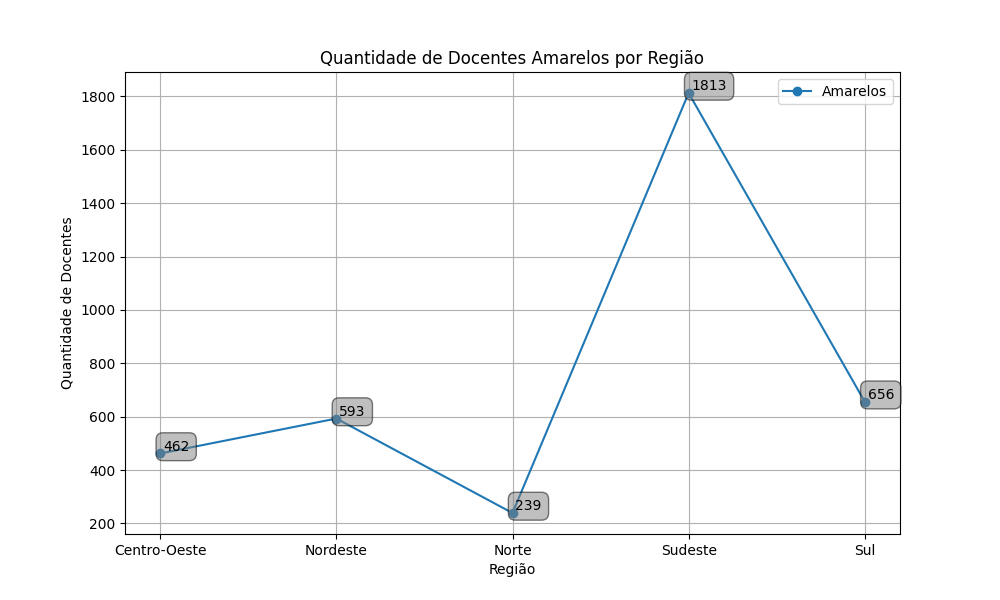 Quantidade de Docentes Amarelos por Região
Amarelos
Quantidade de Docentes
1800
1600
1400
1200
1000
800
600
400
200
462
593
239
1813
656
Centro-Oeste
Nordeste
Norte
Sudeste
Sul
Região